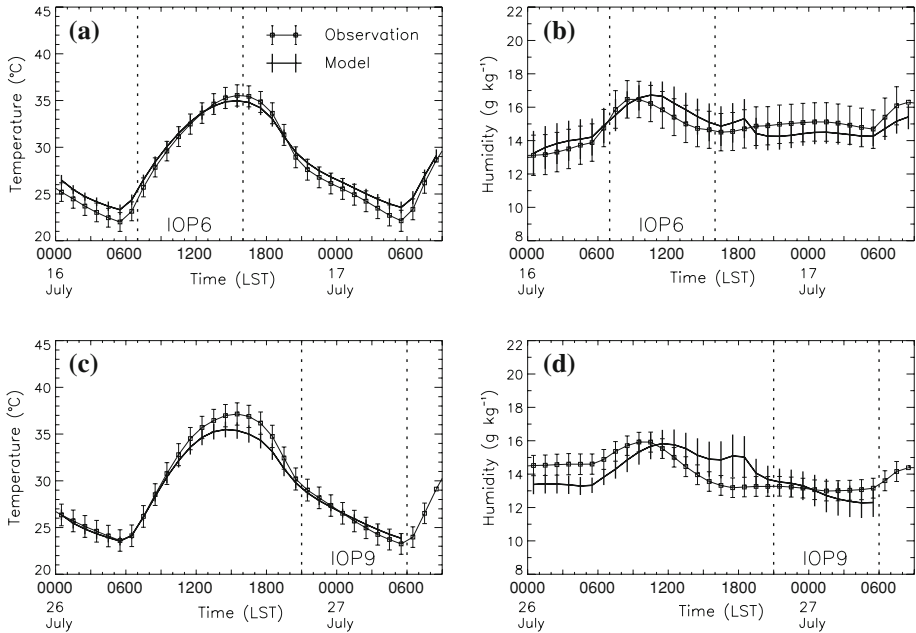 (a)
Observation
Model
Temperature (°C)
45
40
35
30
25
20
IOP6
0000 0600 1200 1800 0000 0600
16 Time (LST) 17
July July
(b)
Humidity (g kg⁻¹)
22
20
18
16
14
12
10
8
IOP6
0000 0600 1200 1800 0000 0600
16 Time (LST) 17
July July
(c)
Temperature (°C)
45
40
35
30
25
20
IOP9
0000 0600 1200 1800 0000 0600
26 Time (LST) 27
July July
(d)
Humidity (g kg⁻¹)
22
20
18
16
14
12
10
8
IOP9
0000 0600 1200 1800 0000 0600
26 Time (LST) 27
July July